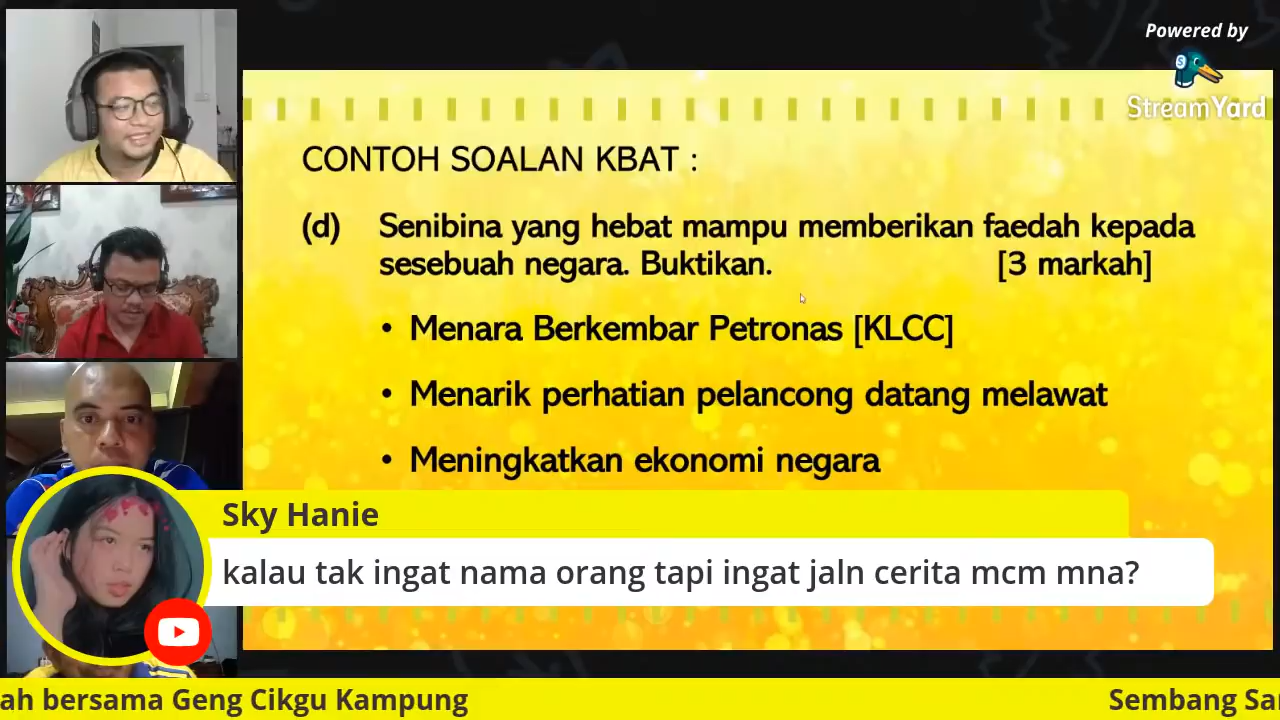 Powered by
StreamYard
CONTOH SOALAN KBAT :
(d) Senibina yang hebat mampu memberikan faedah kepada
sesebuah negara. Buktikan. [3 markah]
• Menara Berkembar Petronas [KLCC]
• Menarik perhatian pelancong datang melawat
• Meningkatkan ekonomi negara
Sky Hanie
kalau tak ingat nama orang tapi ingat jaln cerita mcm mna?
ah bersama Geng Cikgu Kampung Sembang Sa